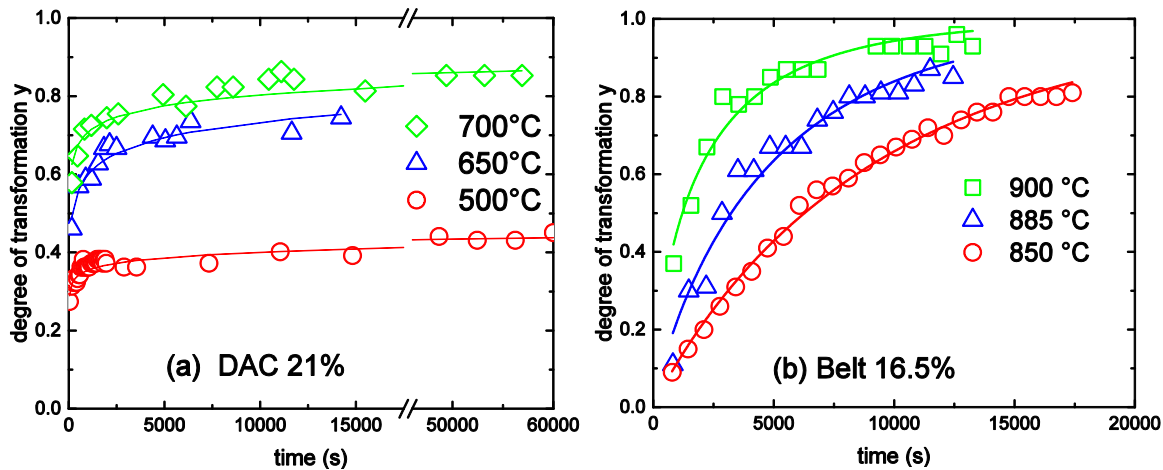 degree of transformation y
1.0
0.8
0.6
0.4
0.2
0.0
0
5000
10000
15000
50000
60000
time (s)
700°C
650°C
500°C
(a) DAC 21%
degree of transformation y
1.0
0.8
0.6
0.4
0.2
0.0
0
5000
10000
15000
20000
time (s)
900 °C
885 °C
850 °C
(b) Belt 16.5%